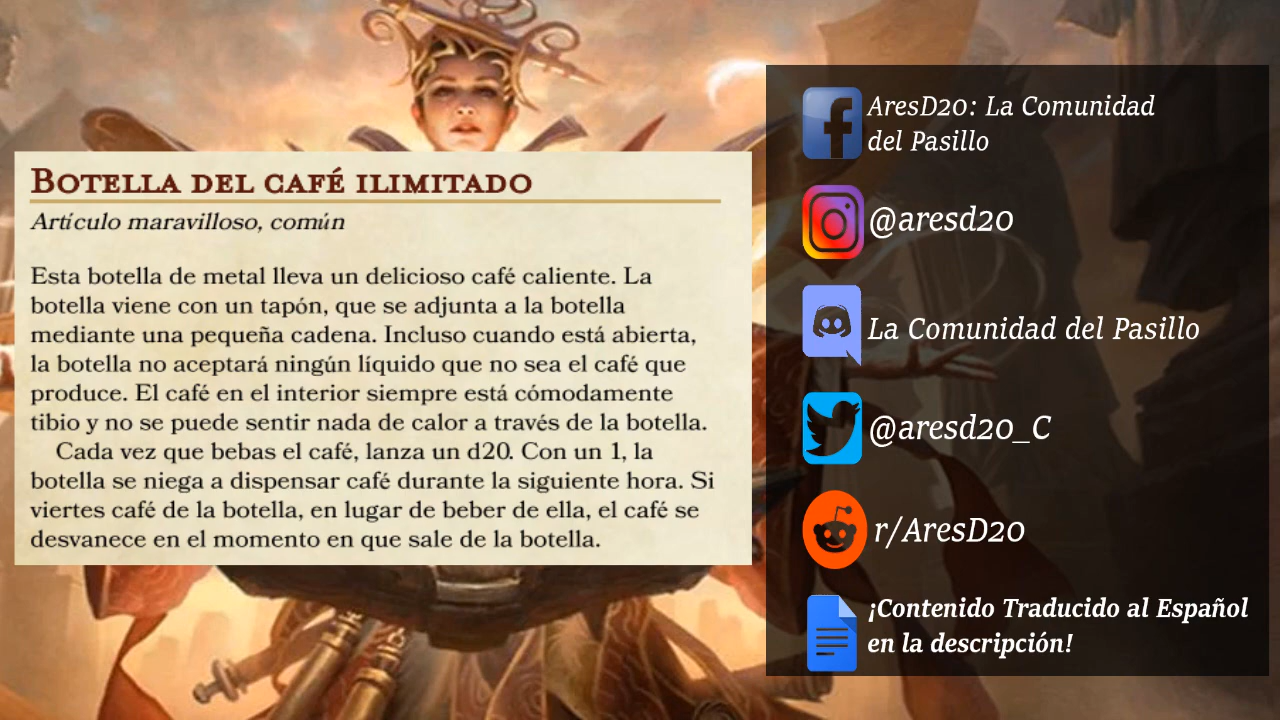 Botella del café ilimitado
Artículo maravilloso, común
Esta botella de metal lleva un delicioso café caliente. La
botella viene con un tapón, que se adjunta a la botella
mediante una pequeña cadena. Incluso cuando está abierta,
la botella no aceptará ningún líquido que no sea el café que
produce. El café en el interior siempre está cómodamente
tibio y no se puede sentir nada de calor a través de la botella.
Cada vez que bebas el café, lanza un d20. Con un 1, la
botella se niega a dispensar café durante la siguiente hora. Si
viertes café de la botella, en lugar de beber de ella, el café se
desvanece en el momento en que sale de la botella.
AresD20: La Comunidad
del Pasillo
@aresd20
La Comunidad del Pasillo
@aresd20_C
r/AresD20
¡Contenido Traducido al Español
en la descripción!